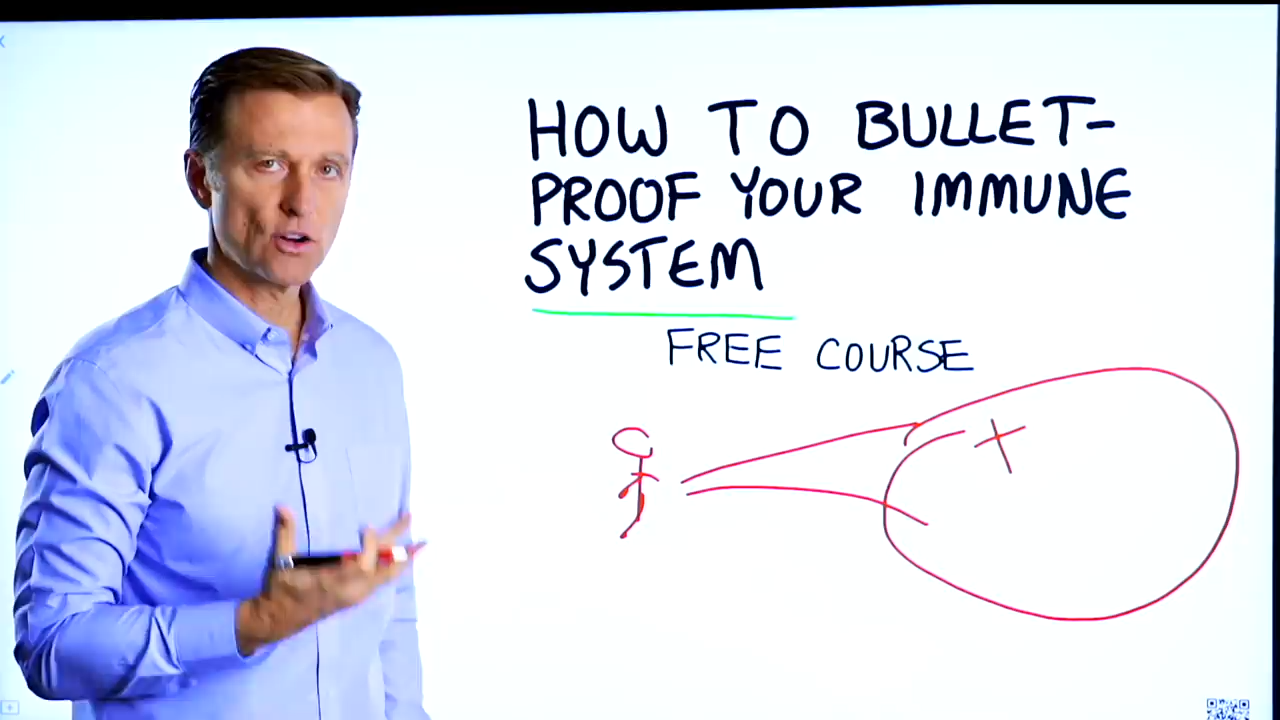 HOW TO BULLET-
PROOF YOUR IMMUNE
SYSTEM
FREE COURSE
X